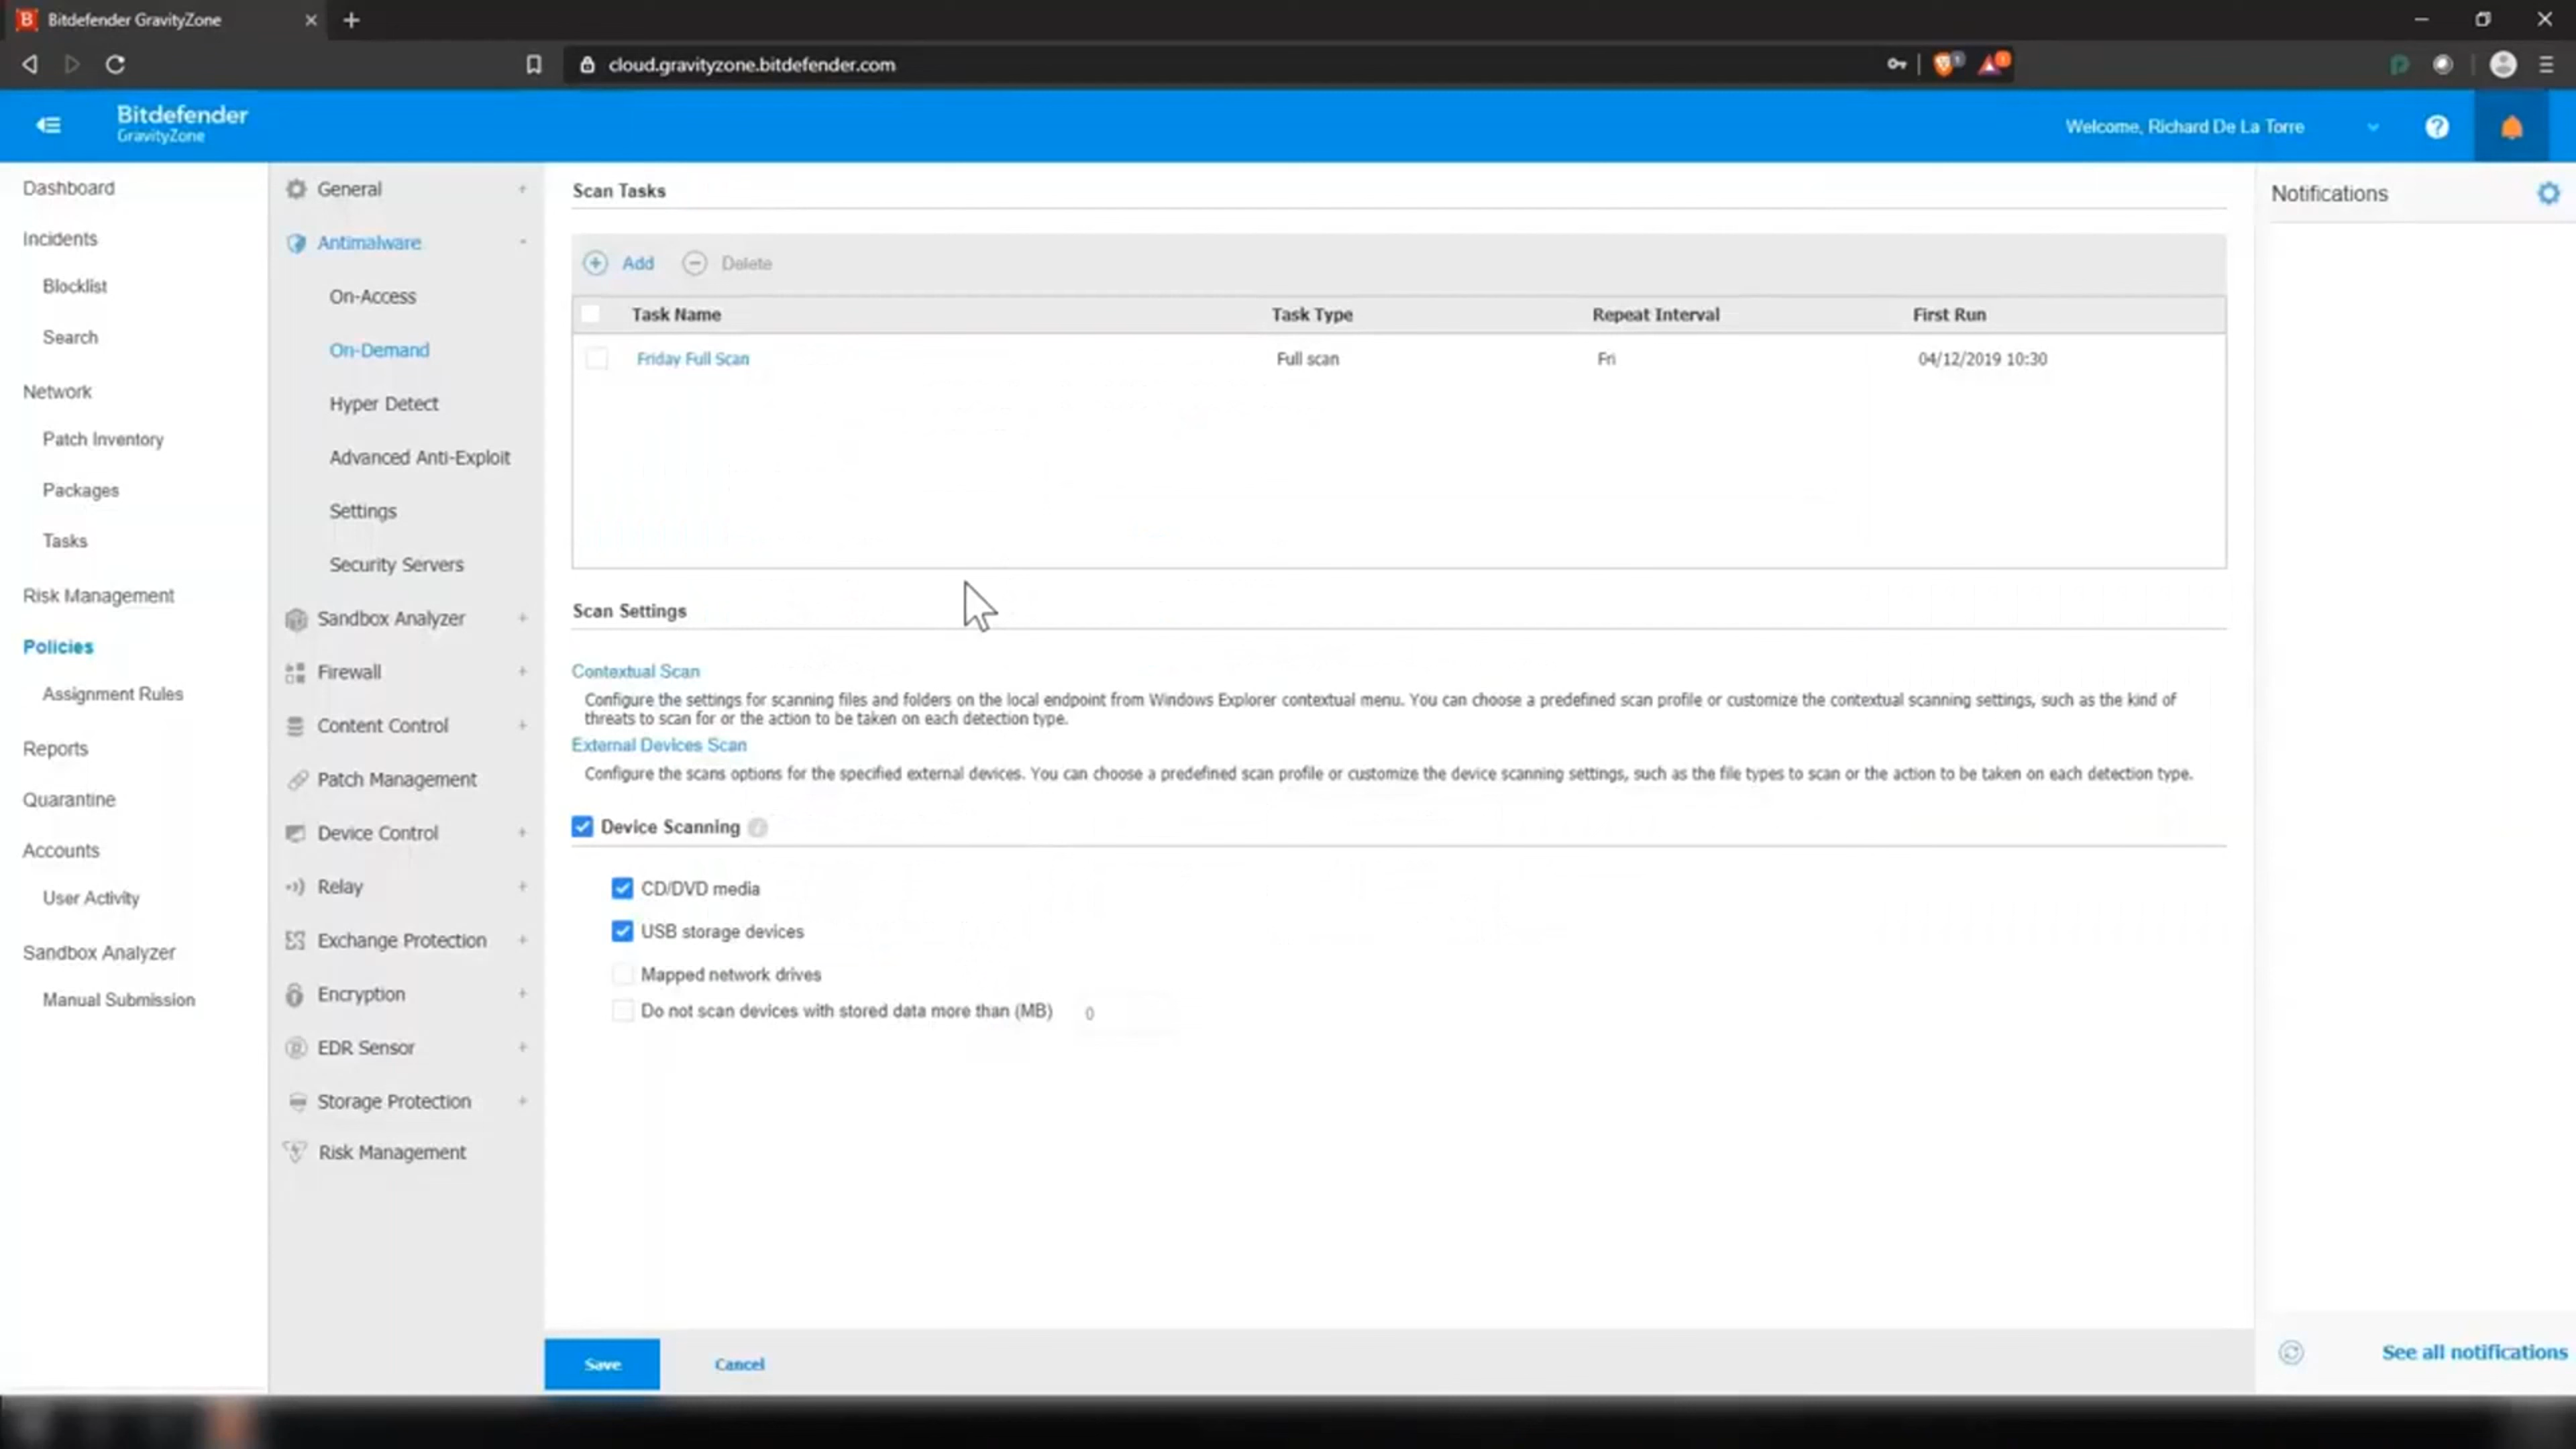 Bitdefender GravityZone
cloud.gravityzone.bitdefender.com
Bitdefender
GravityZone
Welcome, Richard De La Torre
Dashboard
Incidents
Blocklist
Search
Network
Patch Inventory
Packages
Tasks
Risk Management
Policies
Assignment Rules
Reports
Quarantine
Accounts
User Activity
Sandbox Analyzer
Manual Submission
General +
Antimalware -
On-Access
On-Demand
Hyper Detect
Advanced Anti-Exploit
Settings
Security Servers
Sandbox Analyzer +
Firewall +
Content Control +
Patch Management
Device Control +
Relay +
Exchange Protection +
Encryption +
EDR Sensor +
Storage Protection +
Risk Management
Scan Tasks
Add Delete
Task Name Task Type Repeat Interval First Run
Friday Full Scan Full scan Fri 04/12/2019 10:30
Scan Settings
Contextual Scan
Configure the settings for scanning files and folders on the local endpoint from Windows Explorer contextual menu. You can choose a predefined scan profile or customize the contextual scanning settings, such as the kind of
threats to scan for or the action to be taken on each detection type.
External Devices Scan
Configure the scans options for the specified external devices. You can choose a predefined scan profile or customize the device scanning settings, such as the file types to scan or the action to be taken on each detection type.
Device Scanning
CD/DVD media
USB storage devices
Mapped network drives
Do not scan devices with stored data more than (MB) 0
Save Cancel
Notifications
See all notifications